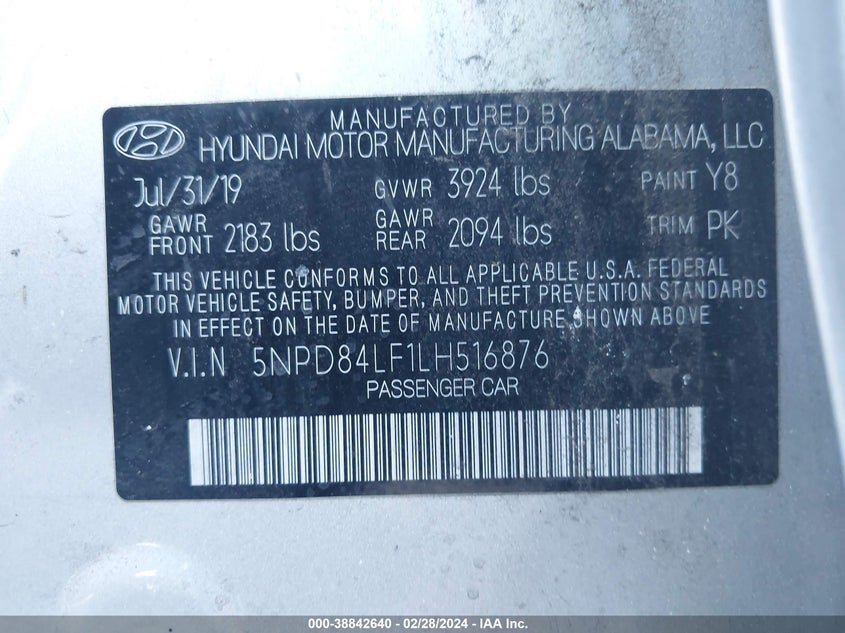 MANUFACTURED BY
HYUNDAI MOTOR MANUFACTURING ALABAMA, LLC
Jul/31/19 GVWR 3924 lbs PAINT Y8
GAWR FRONT 2183 lbs GAWR REAR 2094 lbs TRIM PK
THIS VEHICLE CONFORMS TO ALL APPLICABLE U.S.A. FEDERAL
MOTOR VEHICLE SAFETY, BUMPER, AND THEFT PREVENTION STANDARDS
IN EFFECT ON THE DATE OF MANUFACTURE SHOWN ABOVE
V.I.N 5NPD84LF1LH516876
PASSENGER CAR
000-38842640 - 02/28/2024 - IAA Inc.